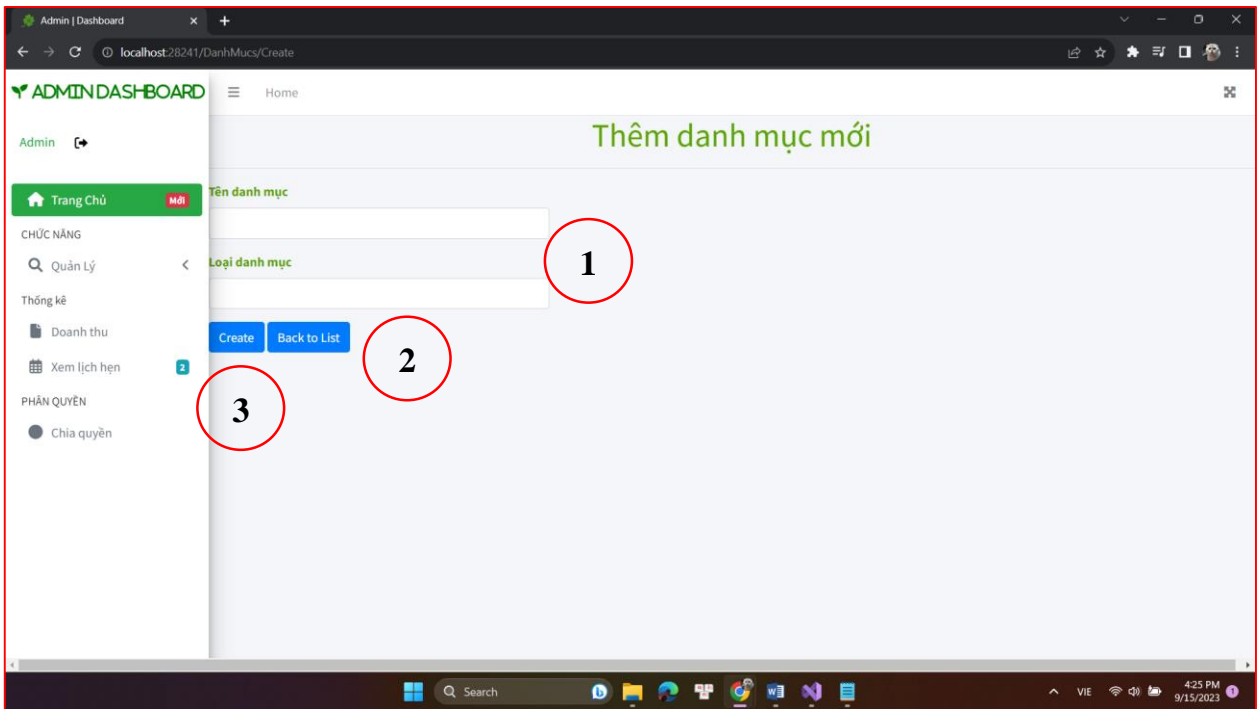 Admin | Dashboard
localhost:28241/DanhMucs/Create
ADMIN DASHBOARD
Home
Admin
Thêm danh mục mới
Trang Chủ
Mới
CHỨC NĂNG
Quản Lý
Thống kê
Doanh thu
Xem lịch hẹn
2
PHÂN QUYỀN
Chia quyền
Tên danh mục
Loại danh mục
1
Create
Back to List
2
3
Search
VIE
4:25 PM
9/15/2023
1